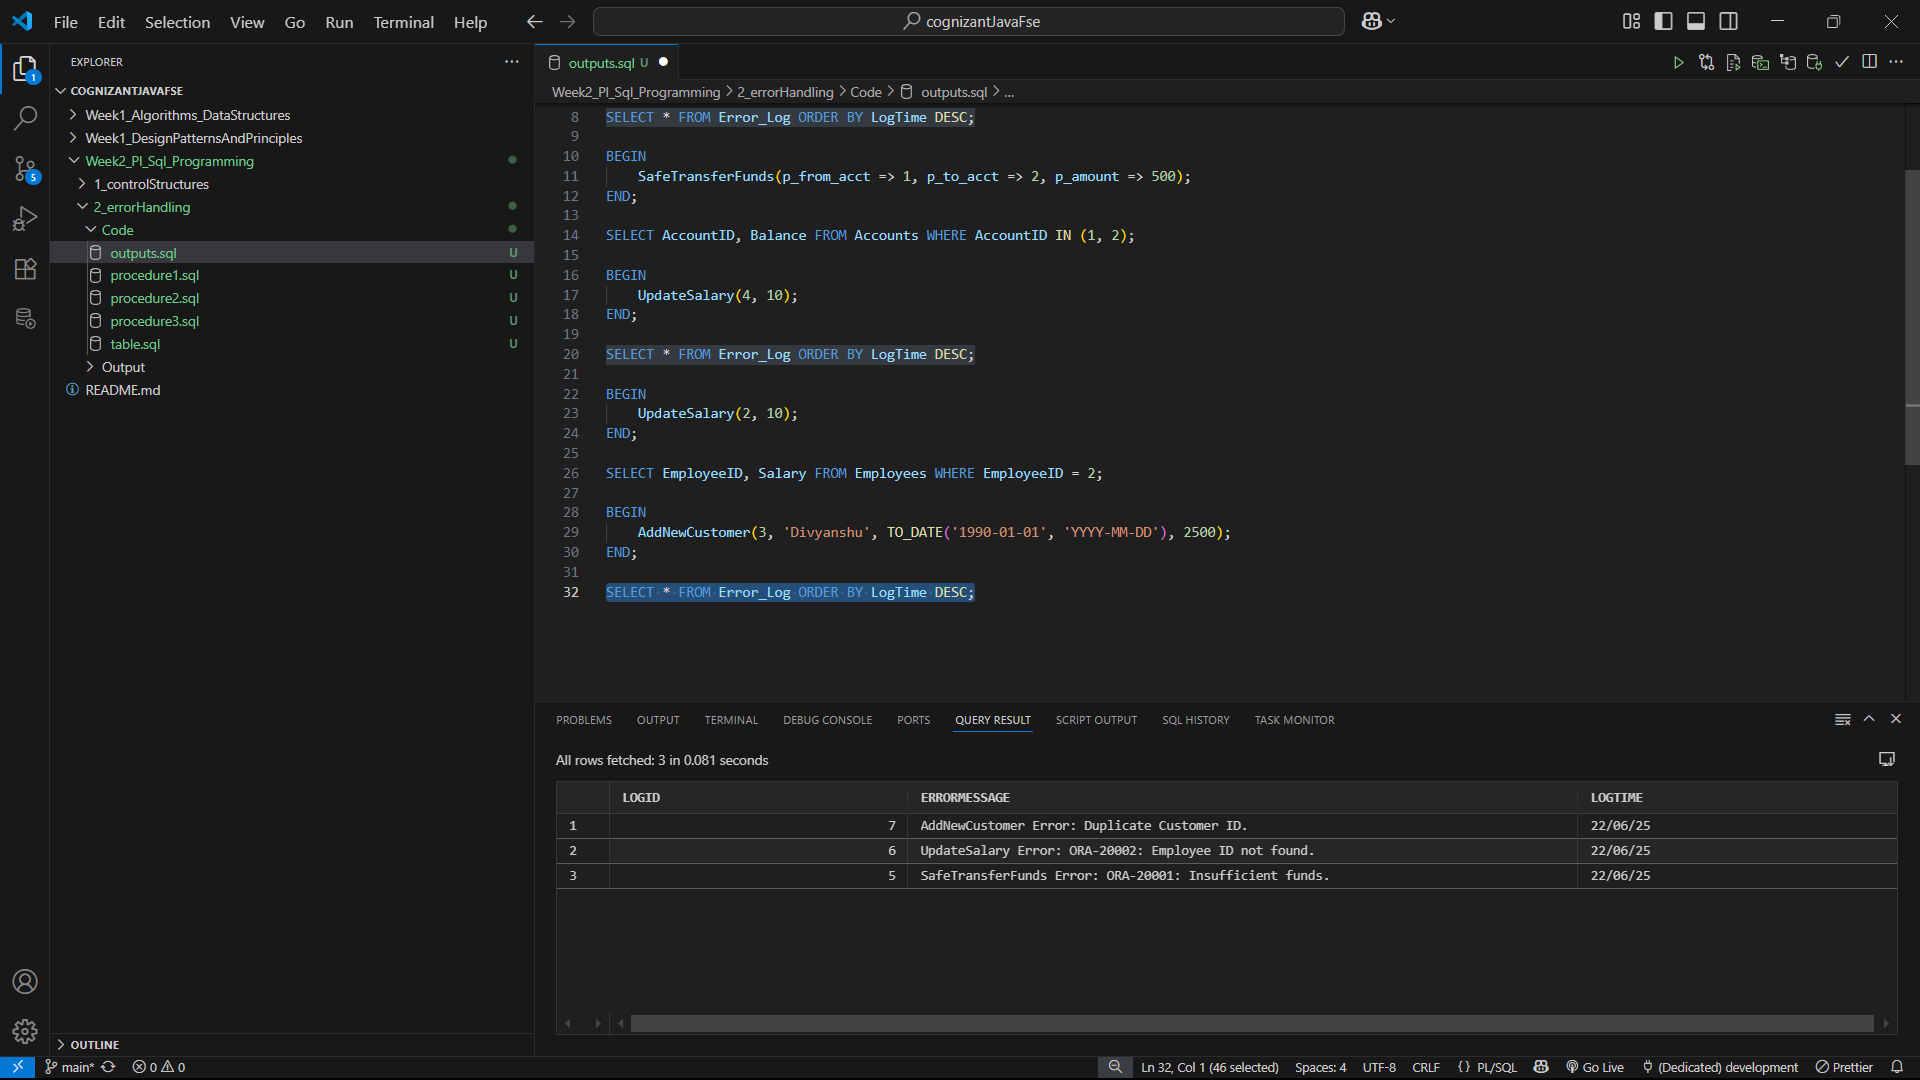 File Edit Selection View Go Run Terminal Help
cognizantJavaFse
EXPLORER
COGNIZANTJAVAFSE
Week1_Algorithms_DataStructures
Week1_DesignPatternsAndPrinciples
Week2_Pl_Sql_Programming
1_controlStructures
2_errorHandling
Code
outputs.sql U
procedure1.sql U
procedure2.sql U
procedure3.sql U
table.sql U
Output
README.md
OUTLINE
1
5
outputs.sql U
Week2_Pl_Sql_Programming > 2_errorHandling > Code > outputs.sql > ...
8 SELECT * FROM Error_Log ORDER BY LogTime DESC;
9
10 BEGIN
11 SafeTransferFunds(p_from_acct => 1, p_to_acct => 2, p_amount => 500);
12 END;
13
14 SELECT AccountID, Balance FROM Accounts WHERE AccountID IN (1, 2);
15
16 BEGIN
17 UpdateSalary(4, 10);
18 END;
19
20 SELECT * FROM Error_Log ORDER BY LogTime DESC;
21
22 BEGIN
23 UpdateSalary(2, 10);
24 END;
25
26 SELECT EmployeeID, Salary FROM Employees WHERE EmployeeID = 2;
27
28 BEGIN
29 AddNewCustomer(3, 'Divyanshu', TO_DATE('1990-01-01', 'YYYY-MM-DD'), 2500);
30 END;
31
32 SELECT * FROM Error_Log ORDER BY LogTime DESC;
PROBLEMS OUTPUT TERMINAL DEBUG CONSOLE PORTS QUERY RESULT SCRIPT OUTPUT SQL HISTORY TASK MONITOR
All rows fetched: 3 in 0.081 seconds
LOGID ERRORMESSAGE LOGTIME
1 7 AddNewCustomer Error: Duplicate Customer ID. 22/06/25
2 6 UpdateSalary Error: ORA-20002: Employee ID not found. 22/06/25
3 5 SafeTransferFunds Error: ORA-20001: Insufficient funds. 22/06/25
main* 0 0 Ln 32, Col 1 (46 selected) Spaces: 4 UTF-8 CRLF {} PL/SQL Go Live (Dedicated) development Prettier